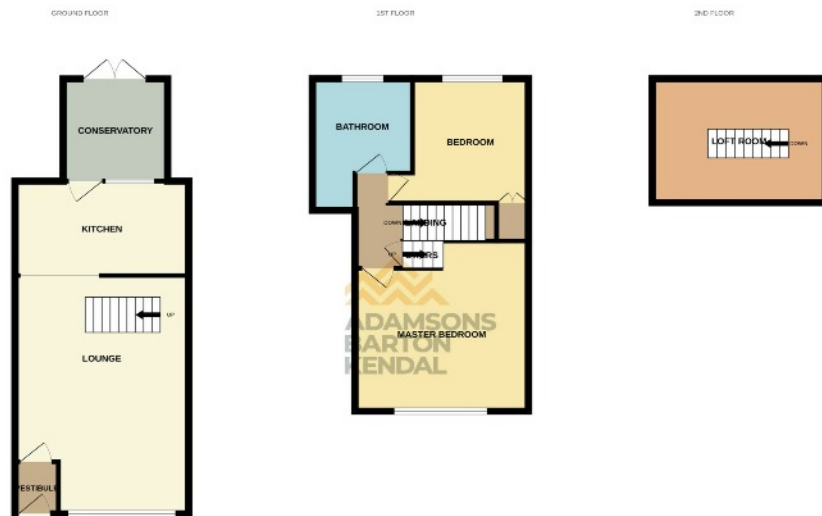 GROUND FLOOR
1ST FLOOR
2ND FLOOR
CONSERVATORY
KITCHEN
UP
LOUNGE
VESTIBULE
BATHROOM
BEDROOM
DOWN
LANDING
UP
STAIRS
MASTER BEDROOM
ADAMSONS
BARTON
KENDAL
LOFT ROOM
DOWN